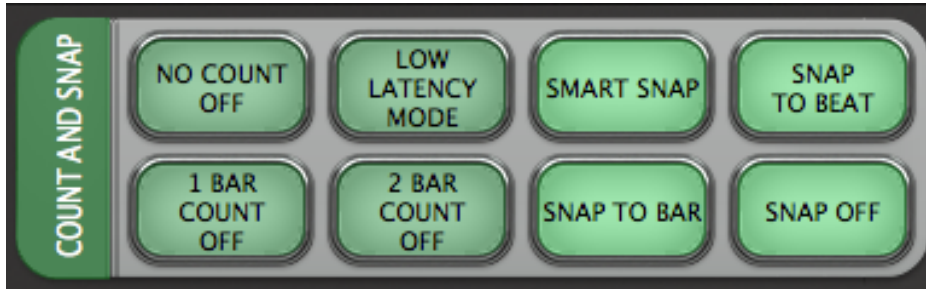 COUNT AND SNAP
NO COUNT
OFF
LOW
LATENCY
MODE
SMART SNAP
SNAP
TO BEAT
1 BAR
COUNT
OFF
2 BAR
COUNT
OFF
SNAP TO BAR
SNAP OFF